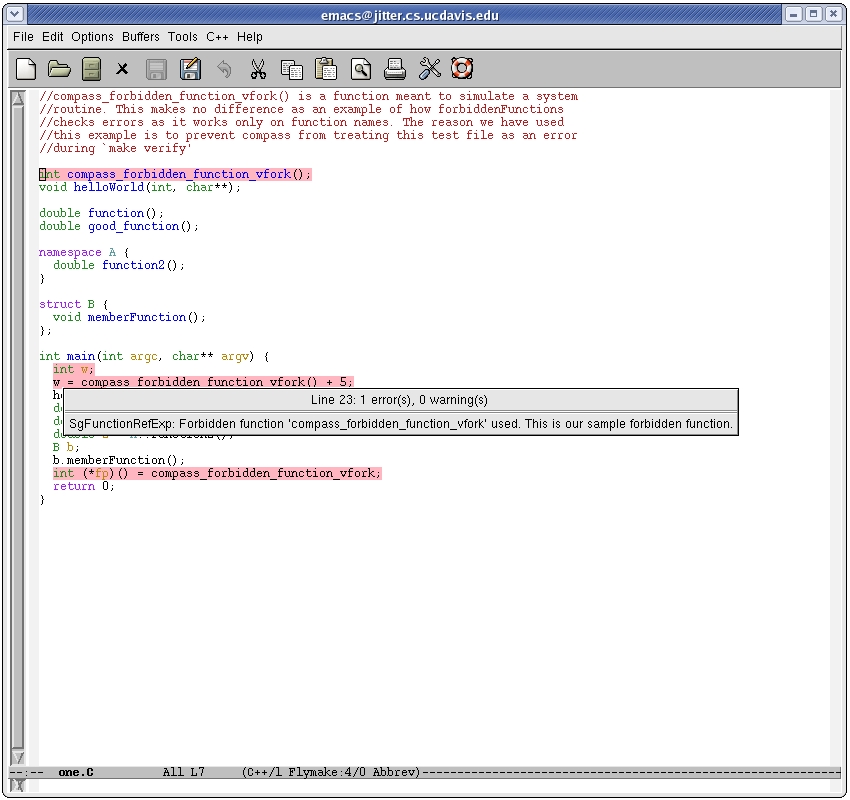 emacs@jitter.cs.ucdavis.edu
File Edit Options Buffers Tools C++ Help
//compass_forbidden_function_vfork() is a function meant to simulate a system
//routine. This makes no difference as an example of how forbiddenFunctions
//checks errors as it works only on function names. The reason we have used
//this example is to prevent compass from treating this test file as an error
//during `make verify'
int compass_forbidden_function_vfork();
void helloWorld(int, char**);
double function();
double good_function();
namespace A {
double function2();
}
struct B {
void memberFunction();
};
int main(int argc, char** argv) {
int w;
w = compass_forbidden_function_vfork() + 5;
Line 23: 1 error(s), 0 warning(s)
SgFunctionRefExp: Forbidden function 'compass_forbidden_function_vfork' used. This is our sample forbidden function.
B b;
b.memberFunction();
int (*fp)() = compass_forbidden_function_vfork;
return 0;
}
--:-- one.C All L7 (C++/l Flymake:4/0 Abbrev)